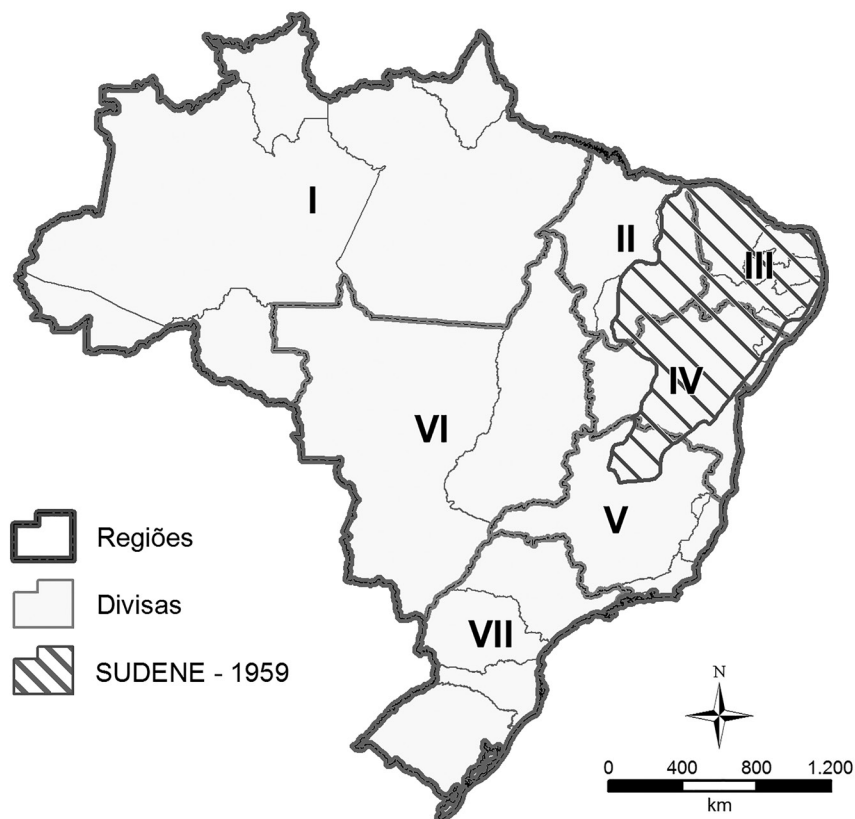 I
II
III
IV
VI
V
VII
Regiões
Divisas
SUDENE - 1959
N
0 400 800 1.200
km